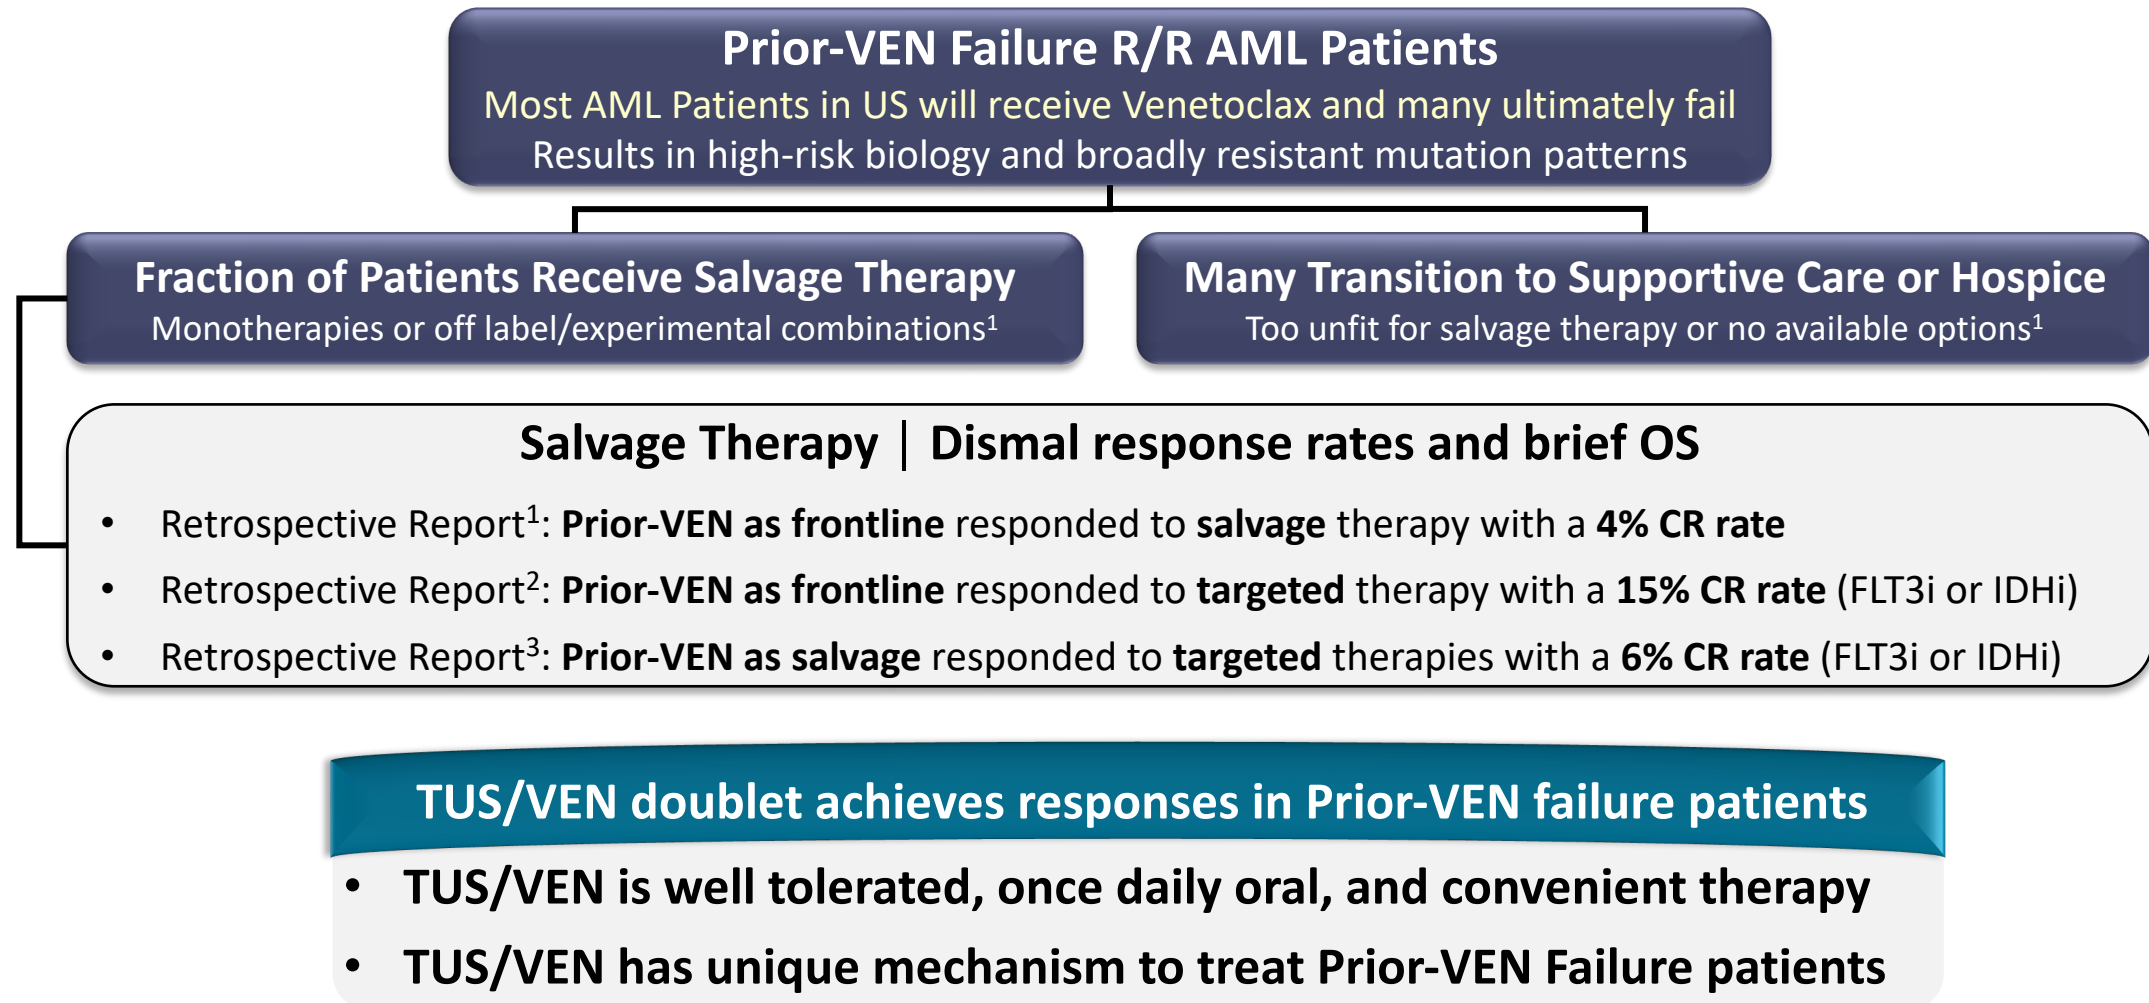 Prior-VEN Failure R/R AML Patients
Most AML Patients in US will receive Venetoclax and many ultimately fail
Results in high-risk biology and broadly resistant mutation patterns
Fraction of Patients Receive Salvage Therapy
Monotherapies or off label/experimental combinations¹
Many Transition to Supportive Care or Hospice
Too unfit for salvage therapy or no available options¹
Salvage Therapy | Dismal response rates and brief OS
• Retrospective Report¹: Prior-VEN as frontline responded to salvage therapy with a 4% CR rate
• Retrospective Report²: Prior-VEN as frontline responded to targeted therapy with a 15% CR rate (FLT3i or IDHi)
• Retrospective Report³: Prior-VEN as salvage responded to targeted therapies with a 6% CR rate (FLT3i or IDHi)
TUS/VEN doublet achieves responses in Prior-VEN failure patients
• TUS/VEN is well tolerated, once daily oral, and convenient therapy
• TUS/VEN has unique mechanism to treat Prior-VEN Failure patients